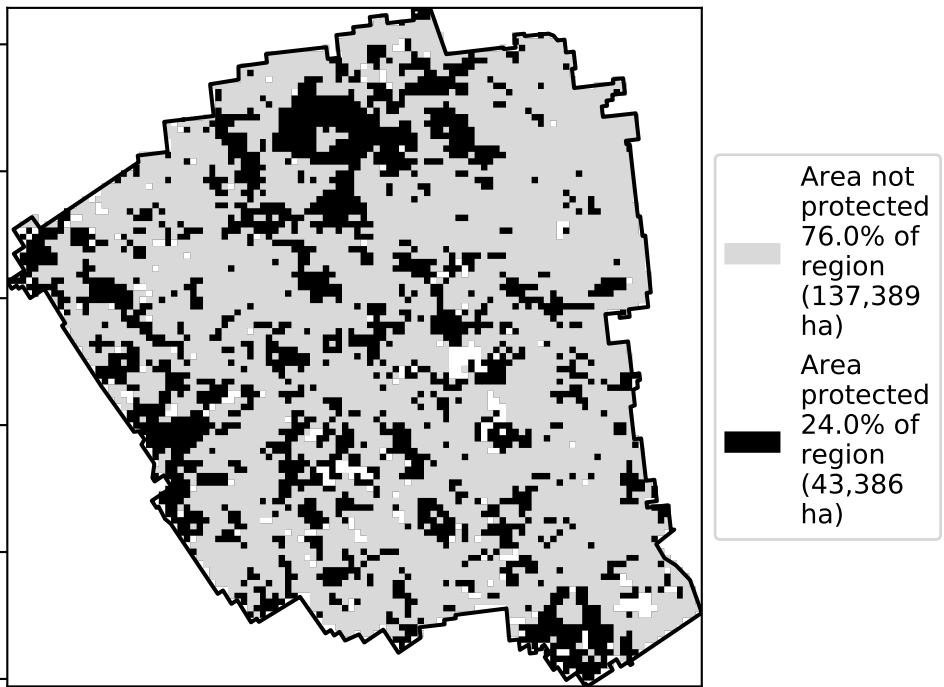 Area not
protected
76.0% of
region
(137,389
ha)
Area
protected
24.0% of
region
(43,386
ha)